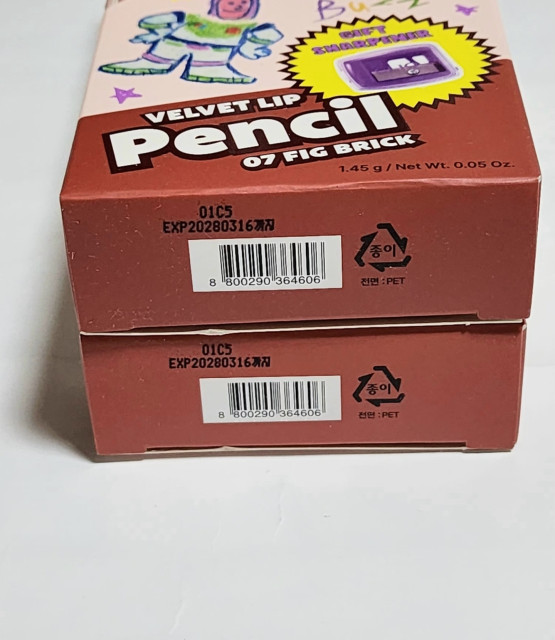 Buzz
GIFT
SHARPENER
VELVET LIP
Pencil
07 FIG BRICK
1.45 g / Net Wt. 0.05 Oz.
01C5
EXP20280316까지
8 800290 364606
종이
전면 : PET
01C5
EXP20280316까지
8 800290 364606
종이
전면 : PET